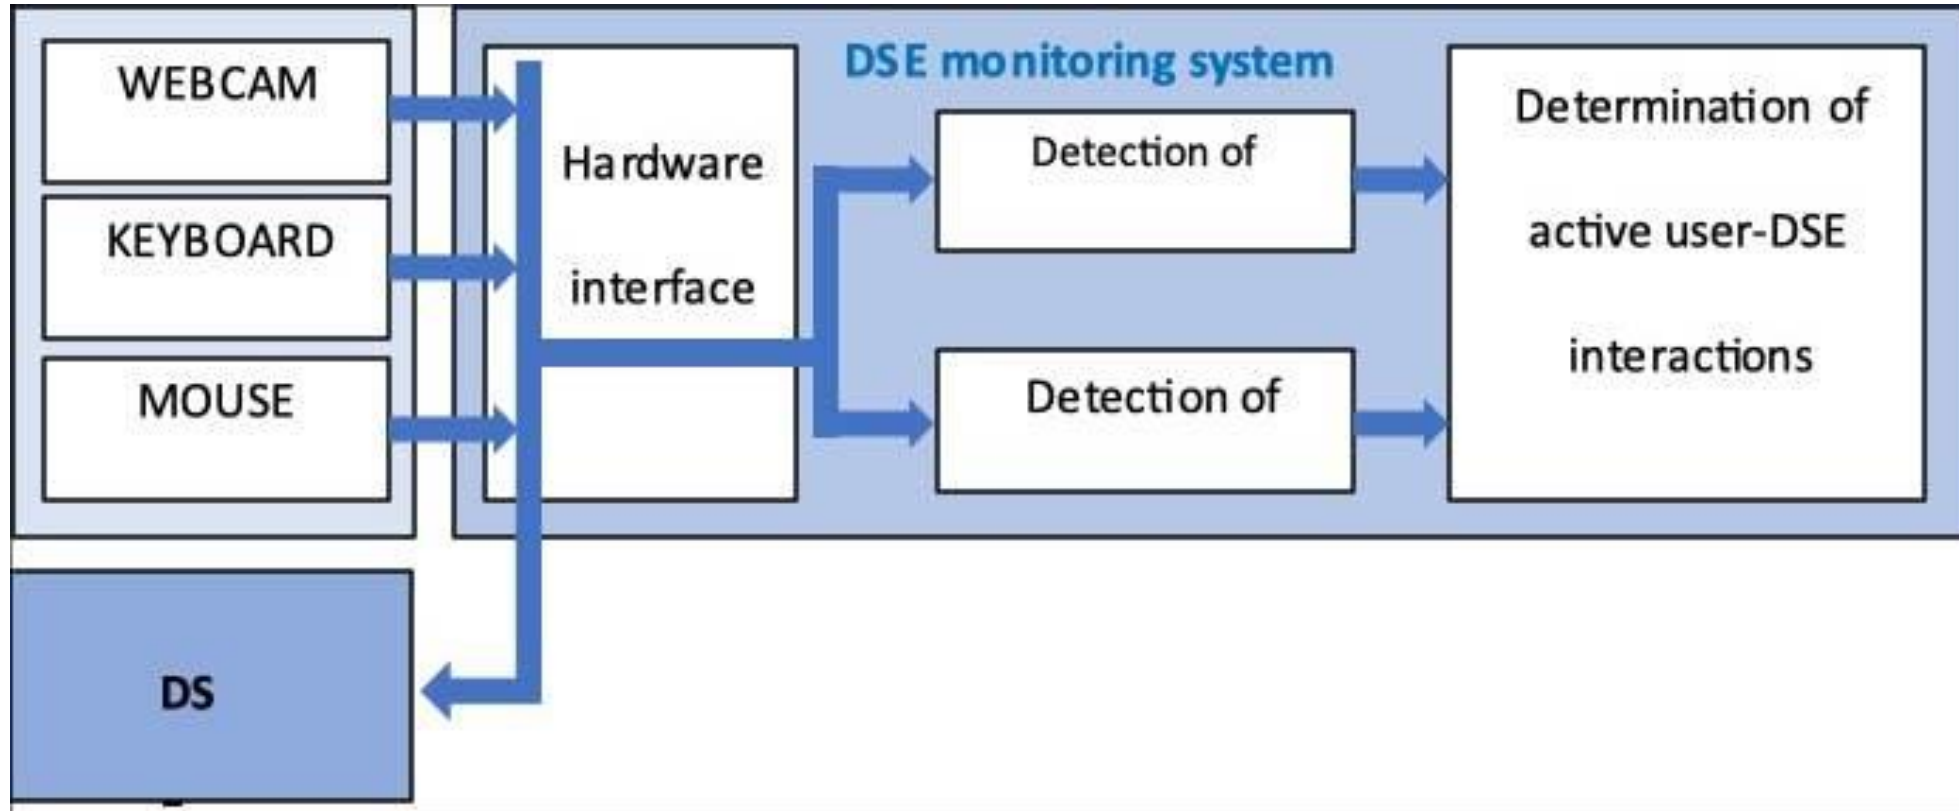 WEBCAM
KEYBOARD
MOUSE
DS
DSE monitoring system
Hardware
interface
Detection of
Detection of
Determination of
active user-DSE
interactions